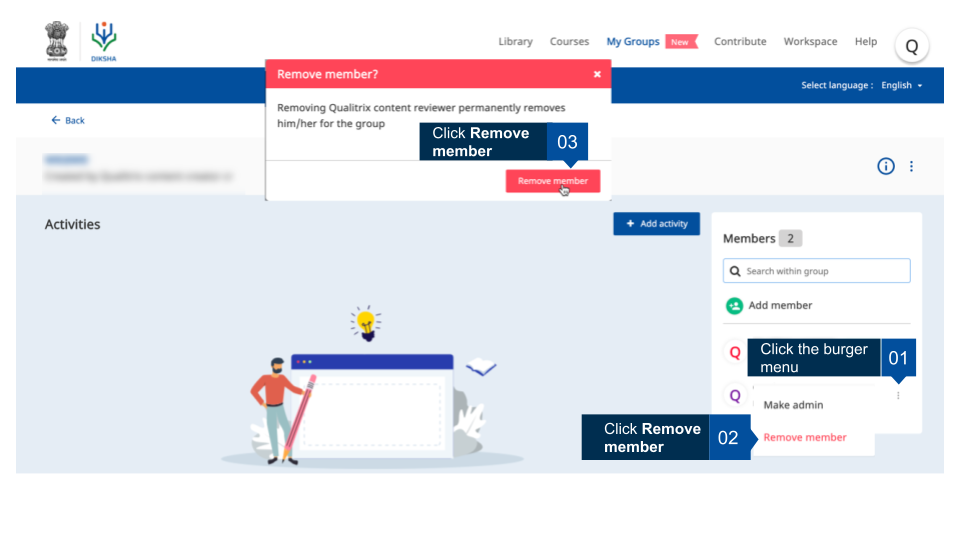 DIKSHA
Library Courses My Groups New Contribute Workspace Help Q
Select language : English
Remove member?
Removing Qualitrix content reviewer permanently removes
him/her for the group
Click Remove
member
03
Remove member
Back
Activities
+ Add activity
Members 2
Search within group
Add member
Q
Click the burger
menu
01
Q
Make admin
Remove member
Click Remove
member
02